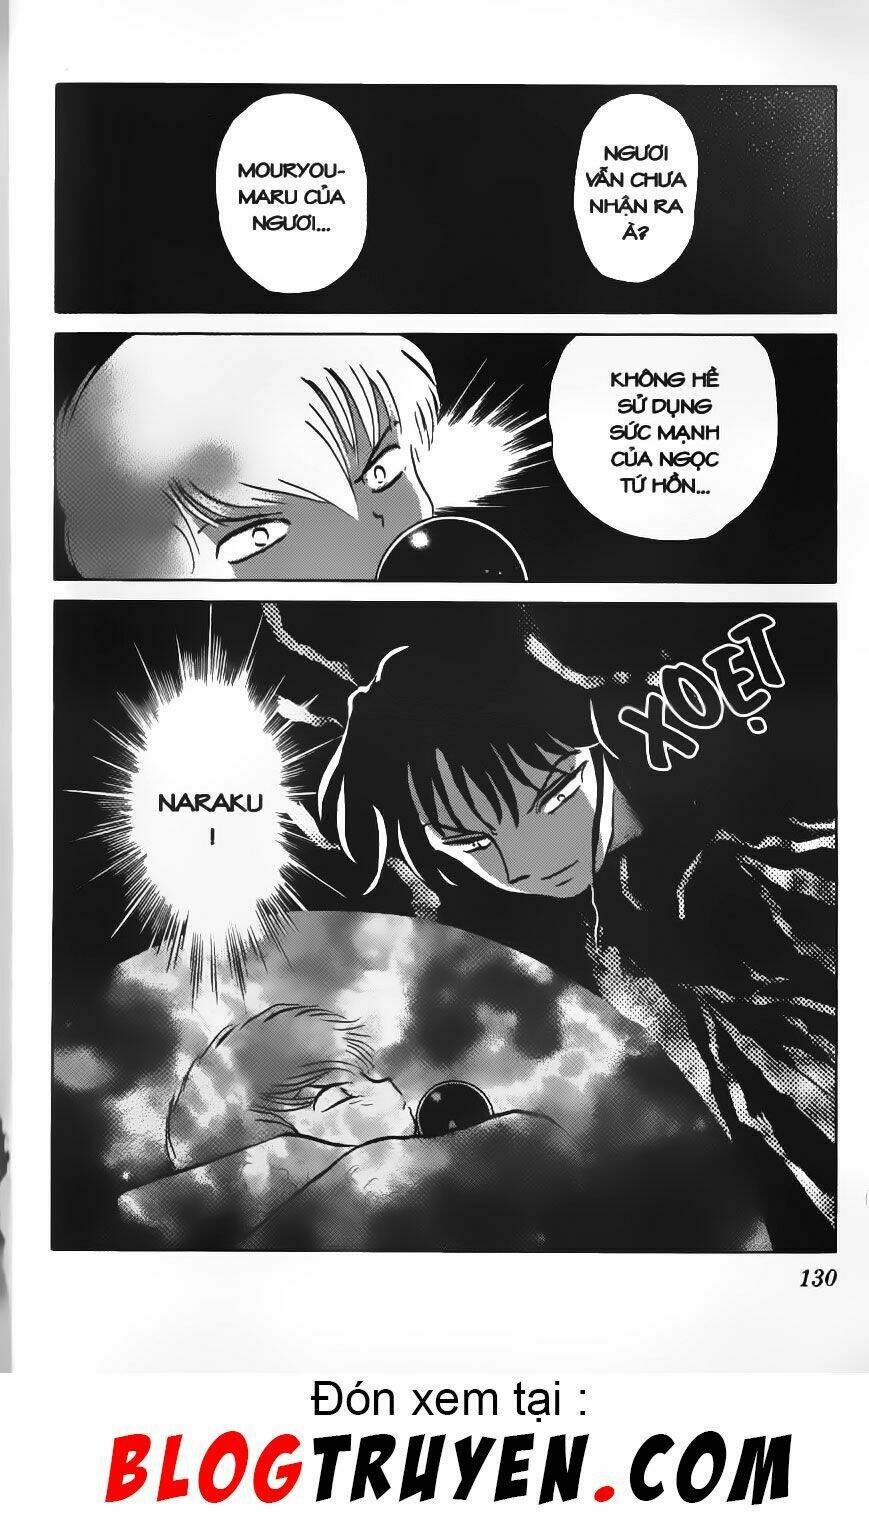 NGƯƠI
VẪN CHƯA
NHẬN RA
À?
MOURYOU-
MARU CỦA
NGƯƠI...
KHÔNG HỀ
SỬ DỤNG
SỨC MẠNH
CỦA NGỌC
TỨ HỒN...
XOẸT
NARAKU
!
130
Đón xem tại :
BLOGTRUYEN.COM